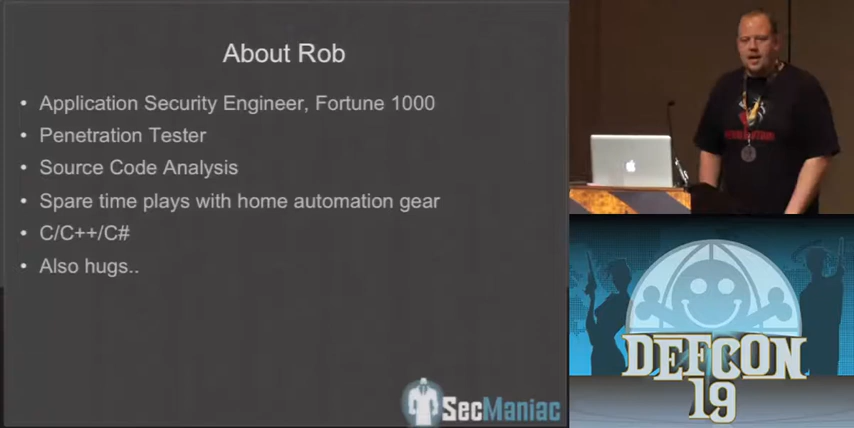 About Rob
• Application Security Engineer, Fortune 1000
• Penetration Tester
• Source Code Analysis
• Spare time plays with home automation gear
• C/C++/C#
• Also hugs..
SecManiac
DEFCON
19